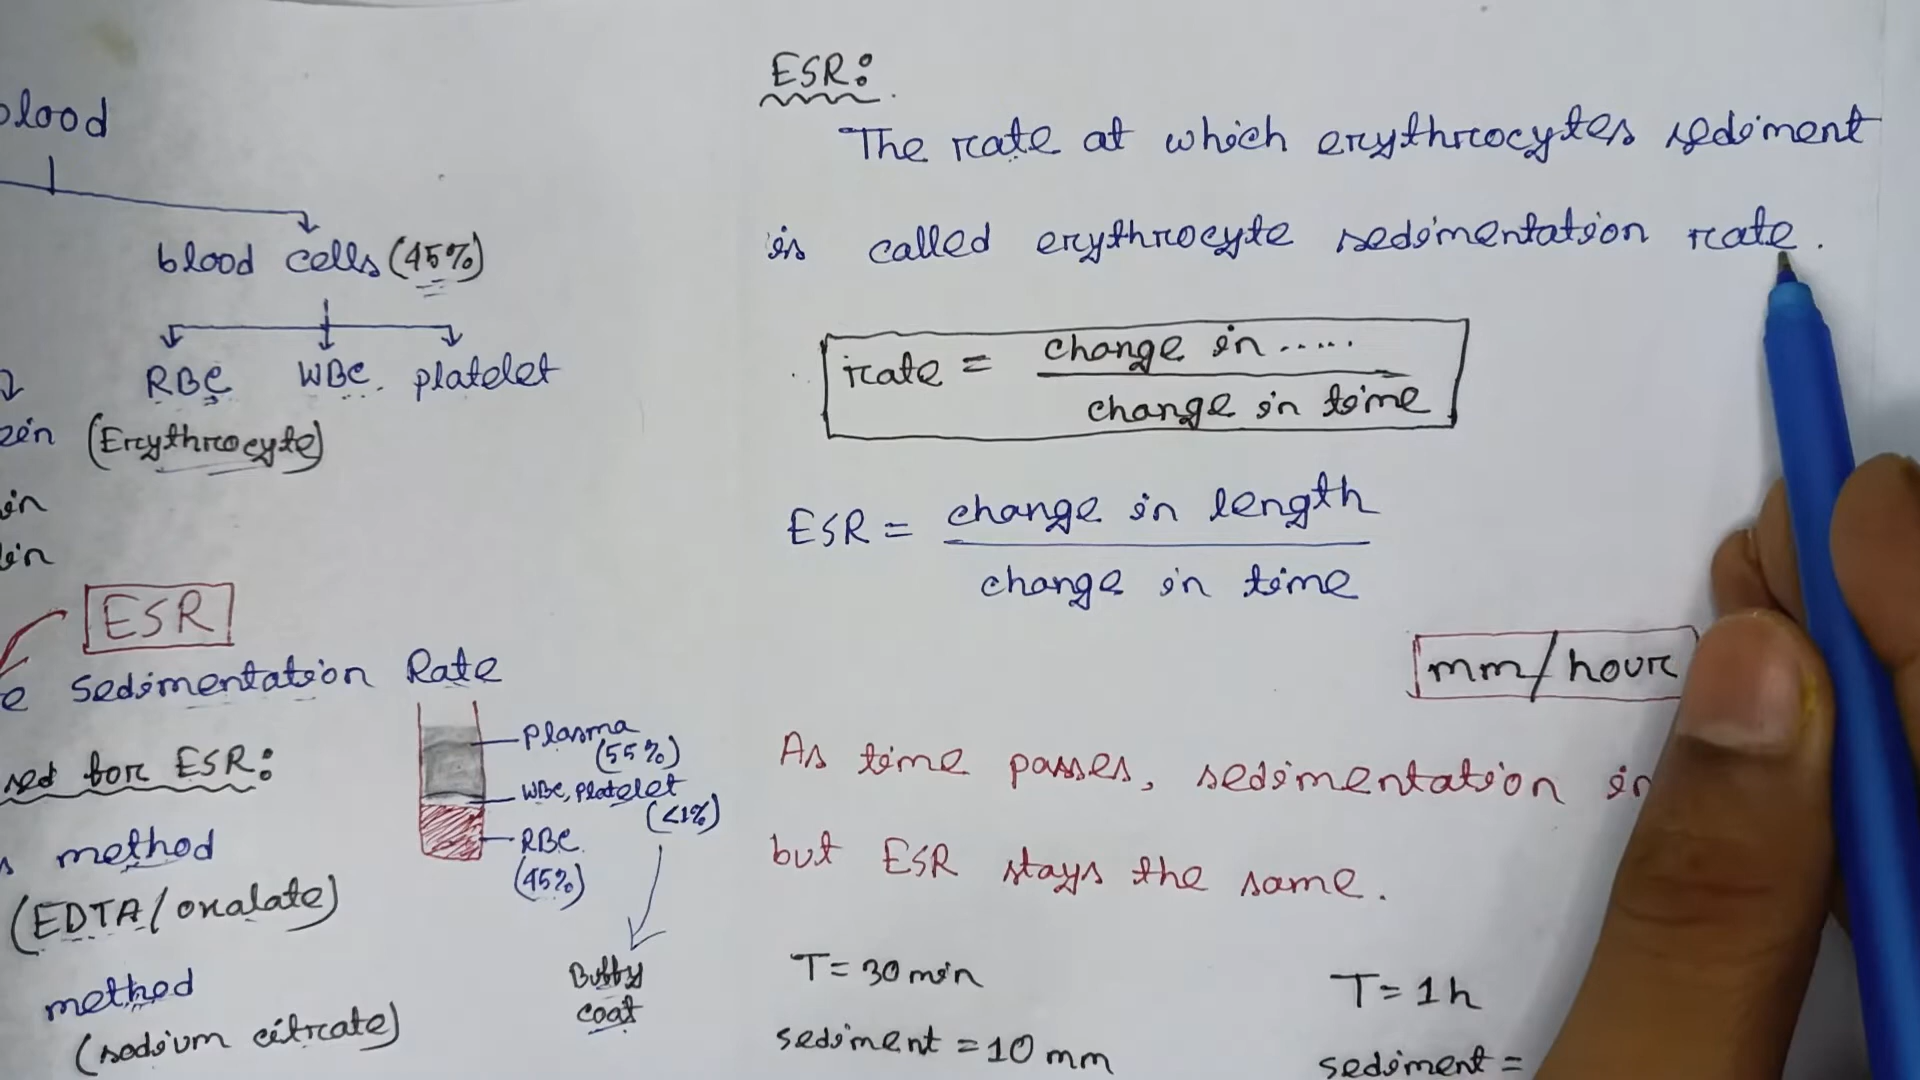 blood
blood cells (45%)
RBC WBC. platelet
(Erythrocyte)
ESR
Sedimentation Rate
Plasma
(55%)
WBC, Platelet
(<1%)
RBC.
(45%)
Buffy
coat
for ESR:
method
(EDTA/oxalate)
method
(sodium citrate)
ESR:
The rate at which erythrocytes sediment
is called erythrocyte sedimentation rate.
rate = change in .....
change in time
ESR = change in length
change in time
mm/hour
As time passes, sedimentation
but ESR stays the same.
T= 30 min
sediment = 10 mm
T= 1h
sediment =